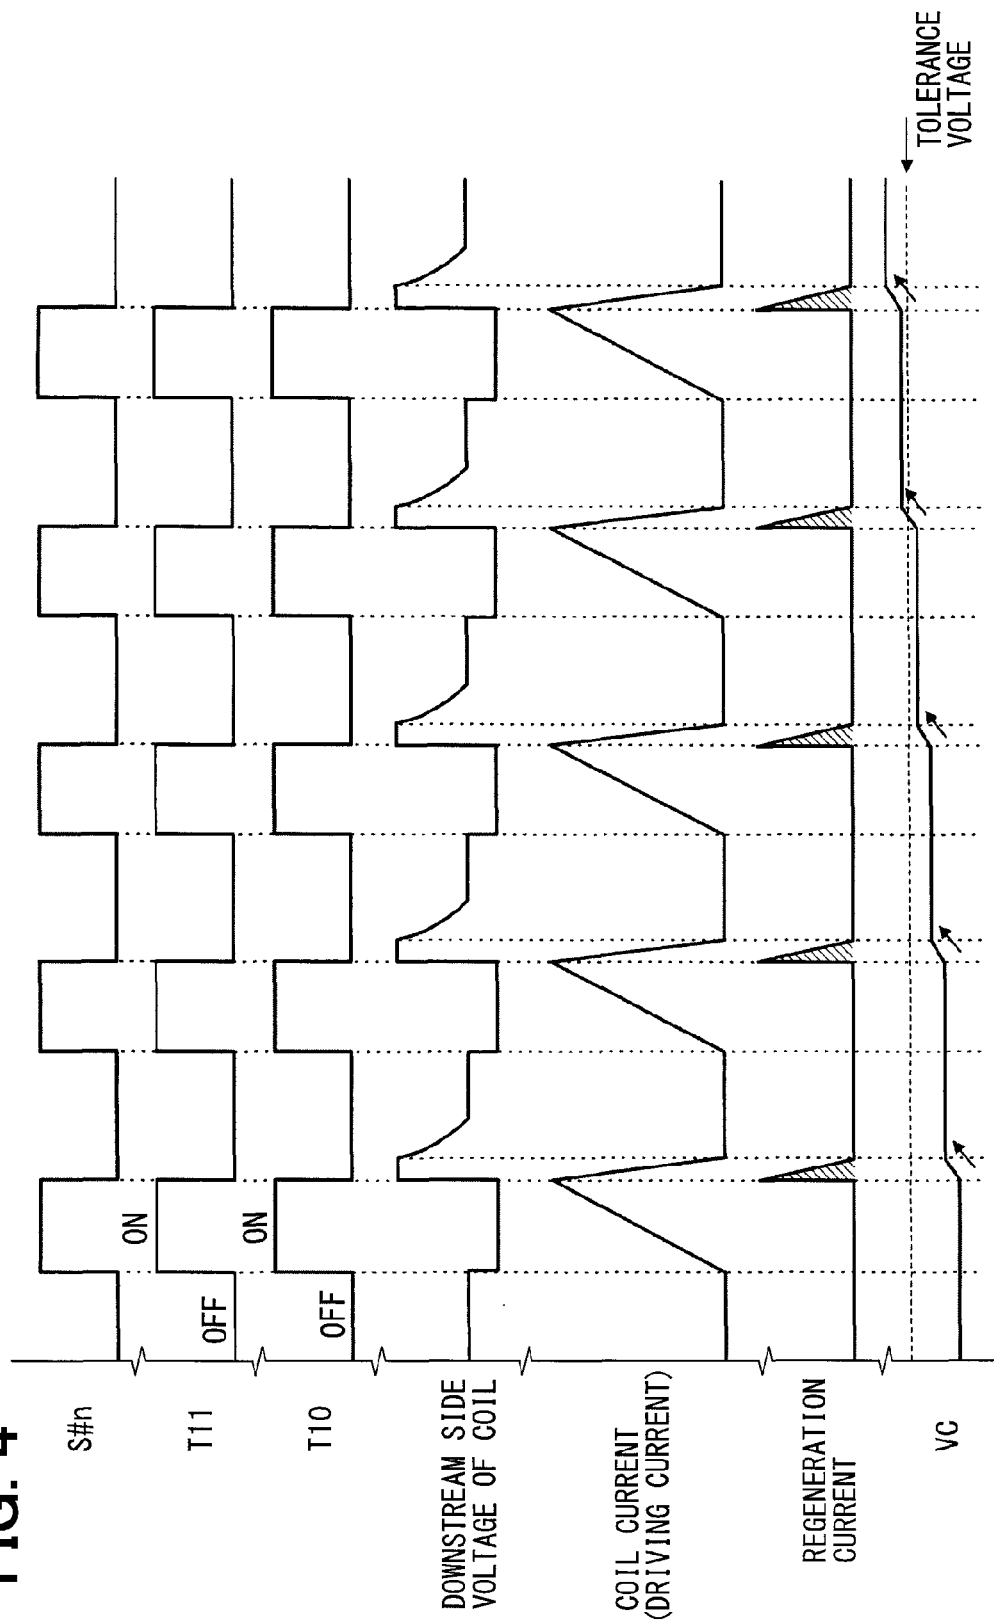 FIG. 4
S#n
T11
ON
OFF
T10
ON
OFF
DOWNSTREAM SIDE
VOLTAGE OF COIL
COIL CURRENT
(DRIVING CURRENT)
REGENERATION
CURRENT
VC
TOLERANCE
VOLTAGE